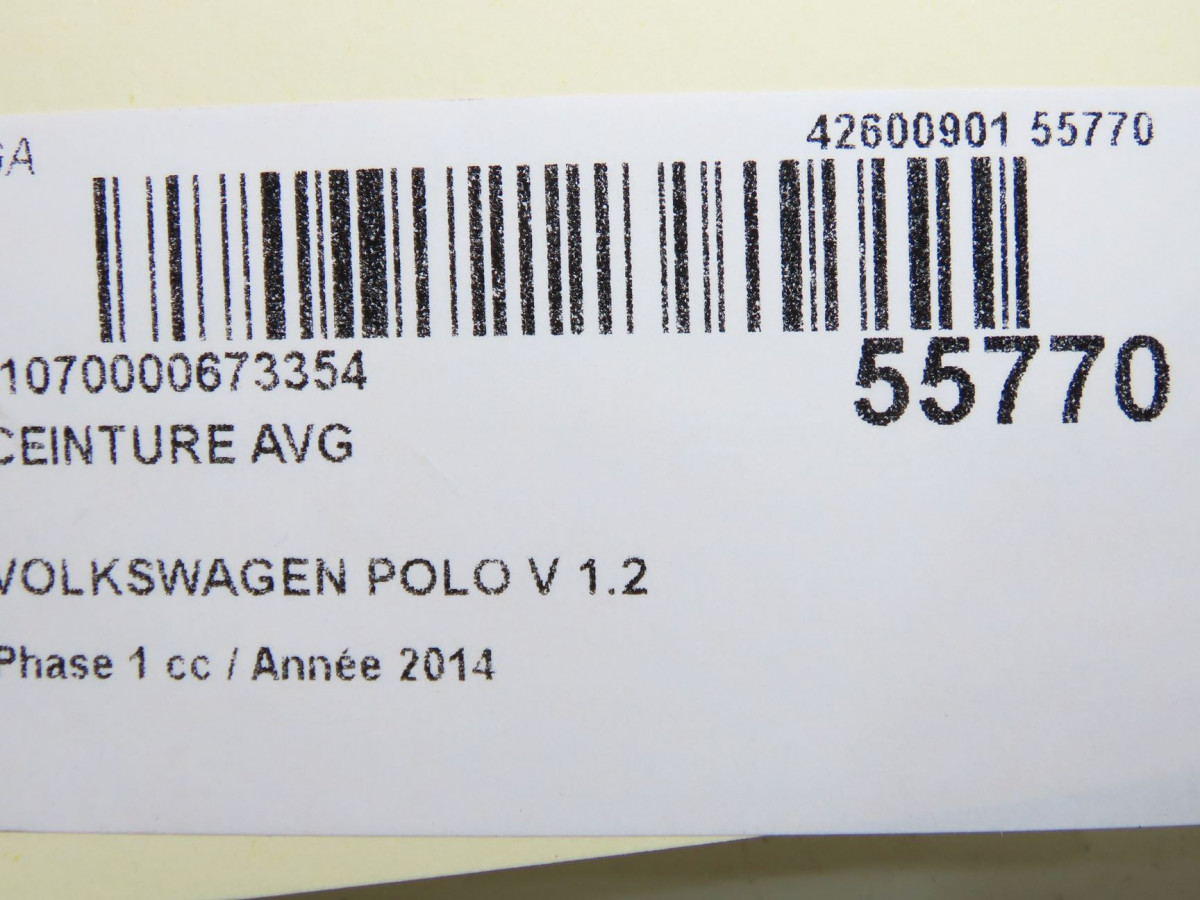 GA
42600901 55770
1070000673354
55770
CEINTURE AVG
VOLKSWAGEN POLO V 1.2
Phase 1 cc / Année 2014